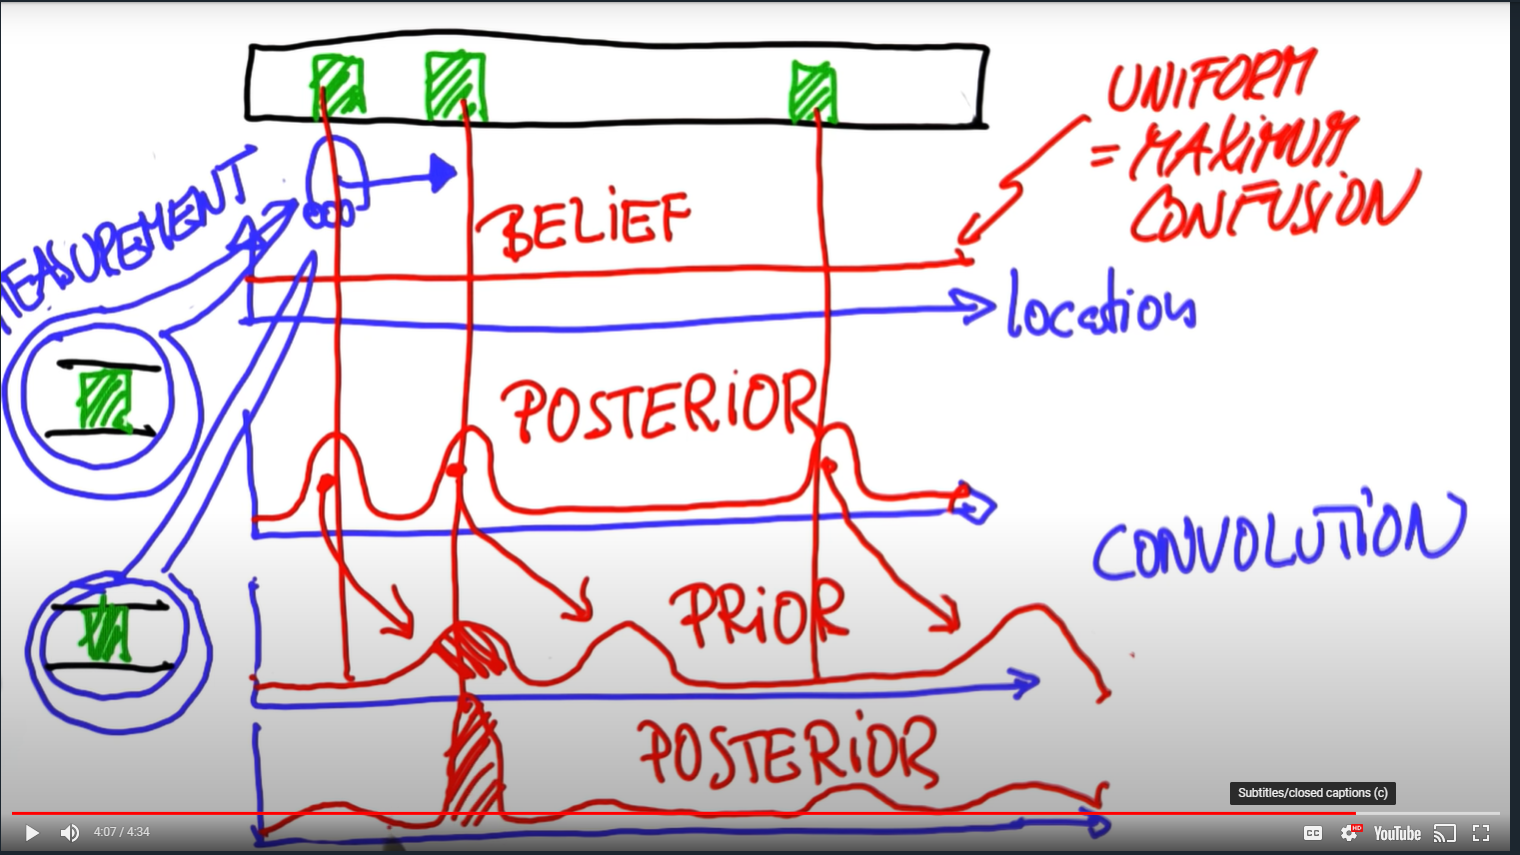 UNIFORM
= MAXIMUM
CONFUSION
MEASUREMENT
BELIEF
location
POSTERIOR
CONVOLUTION
PRIOR
POSTERIOR
Subtitles/closed captions (c)
4:07 / 4:34
CC
HD
YouTube